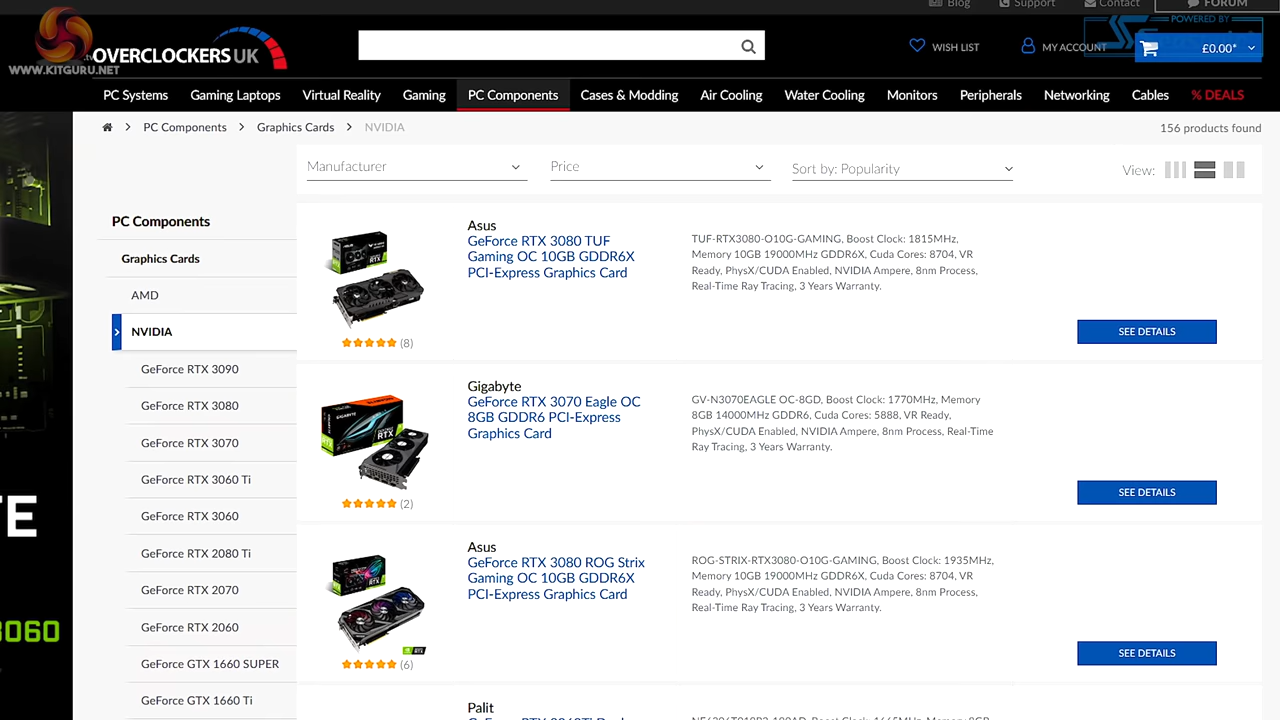 Blog
Support
Contact
FORUM
POWERED BY
.tv
OVERCLOCKERS UK
WWW.KITGURU.NET
WISH LIST
MY ACCOUNT
£0.00*
PC Systems
Gaming Laptops
Virtual Reality
Gaming
PC Components
Cases & Modding
Air Cooling
Water Cooling
Monitors
Peripherals
Networking
Cables
% DEALS
PC Components
Graphics Cards
NVIDIA
156 products found
Manufacturer
Price
Sort by: Popularity
View:
PC Components
Graphics Cards
AMD
NVIDIA
GeForce RTX 3090
GeForce RTX 3080
GeForce RTX 3070
GeForce RTX 3060 Ti
GeForce RTX 3060
GeForce RTX 2080 Ti
GeForce RTX 2070
GeForce RTX 2060
GeForce GTX 1660 SUPER
GeForce GTX 1660 Ti
TE
3060
Asus
GeForce RTX 3080 TUF
Gaming OC 10GB GDDR6X
PCI-Express Graphics Card
TUF-RTX3080-O10G-GAMING, Boost Clock: 1815MHz,
Memory 10GB 19000MHz GDDR6X, Cuda Cores: 8704, VR
Ready, PhysX/CUDA Enabled, NVIDIA Ampere, 8nm Process,
Real-Time Ray Tracing, 3 Years Warranty.
(8)
SEE DETAILS
Gigabyte
GeForce RTX 3070 Eagle OC
8GB GDDR6 PCI-Express
Graphics Card
GV-N3070EAGLE OC-8GD, Boost Clock: 1770MHz, Memory
8GB 14000MHz GDDR6, Cuda Cores: 5888, VR Ready,
PhysX/CUDA Enabled, NVIDIA Ampere, 8nm Process, Real-Time
Ray Tracing, 3 Years Warranty.
(2)
SEE DETAILS
Asus
GeForce RTX 3080 ROG Strix
Gaming OC 10GB GDDR6X
PCI-Express Graphics Card
ROG-STRIX-RTX3080-O10G-GAMING, Boost Clock: 1935MHz,
Memory 10GB 19000MHz GDDR6X, Cuda Cores: 8704, VR
Ready, PhysX/CUDA Enabled, NVIDIA Ampere, 8nm Process,
Real-Time Ray Tracing, 3 Years Warranty.
(6)
SEE DETAILS
Palit